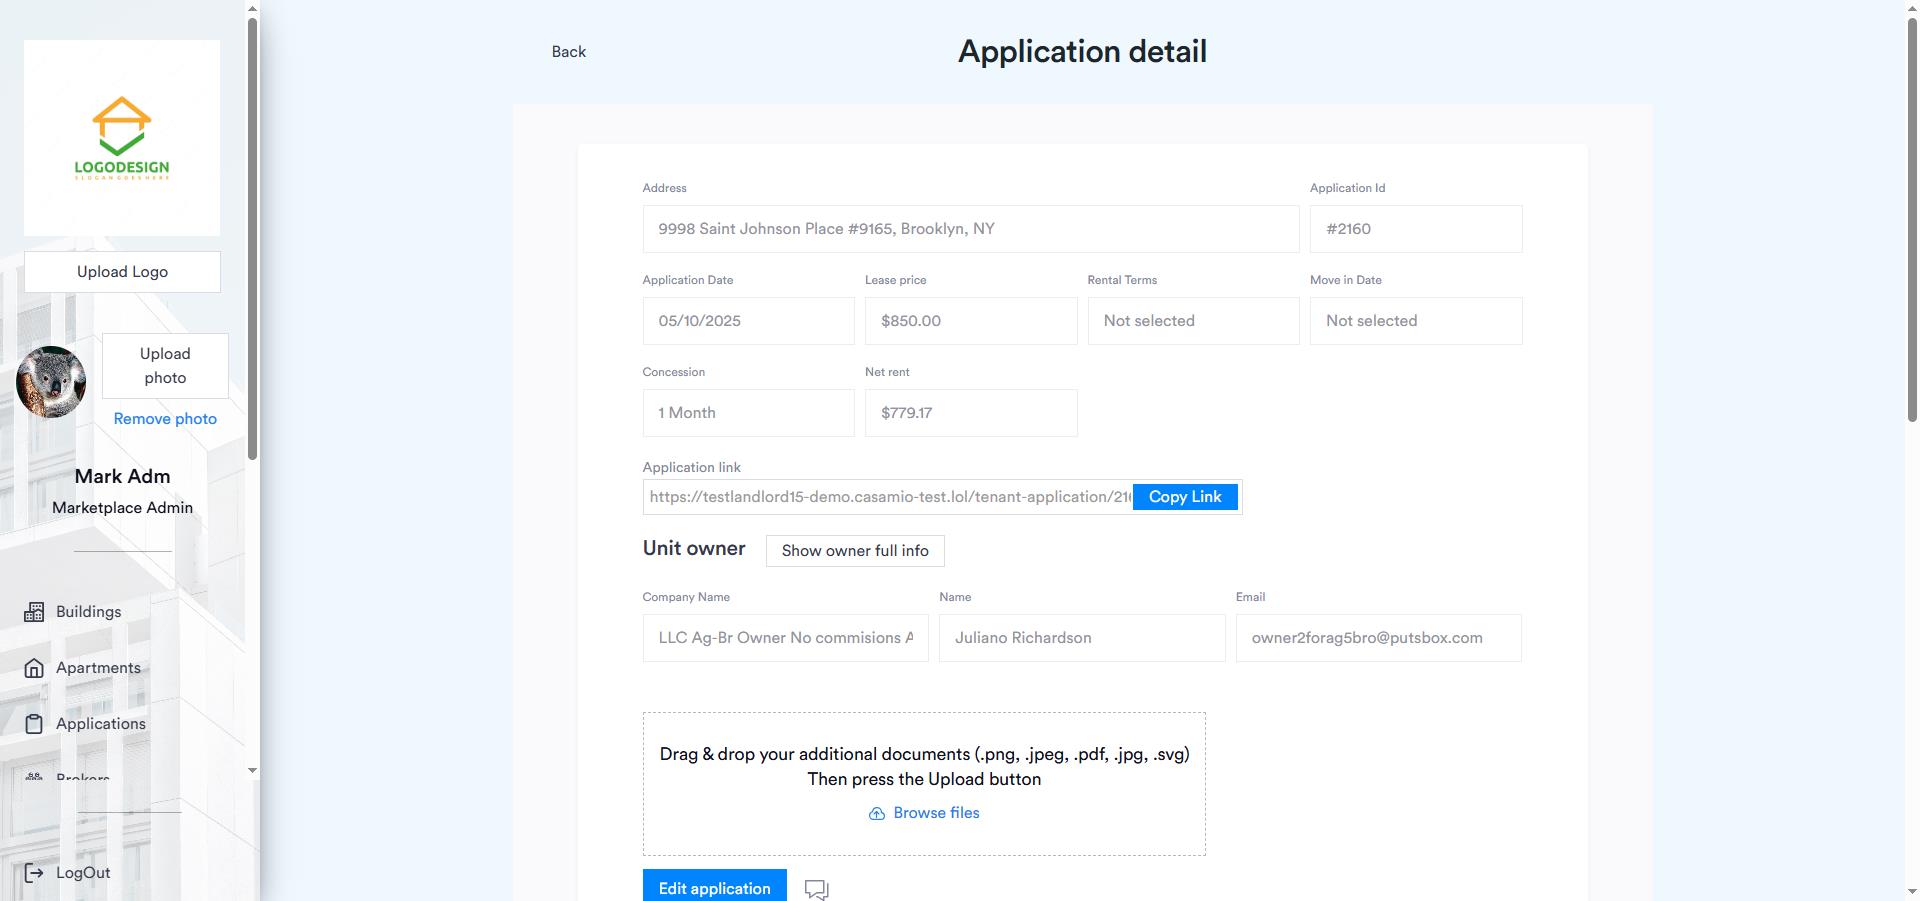 LOGODESIGN
SLOGAN GOES HERE
Upload Logo
Upload
photo
Remove photo
Mark Adm
Marketplace Admin
Buildings
Apartments
Applications
Brokers
LogOut
Back
Application detail
Address
Application Id
9998 Saint Johnson Place #9165, Brooklyn, NY
#2160
Application Date
Lease price
Rental Terms
Move in Date
05/10/2025
$850.00
Not selected
Not selected
Concession
Net rent
1 Month
$779.17
Application link
https://testlandlord15-demo.casamio-test.lol/tenant-application/21
Copy Link
Unit owner
Show owner full info
Company Name
Name
Email
LLC Ag-Br Owner No commisions A
Juliano Richardson
owner2forag5bro@putsbox.com
Drag & drop your additional documents (.png, .jpeg, .pdf, .jpg, .svg)
Then press the Upload button
Browse files
Edit application